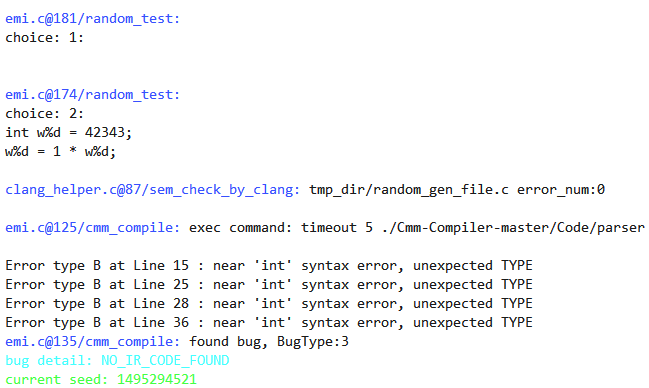 emi.c@181/random_test:
choice: 1:
emi.c@174/random_test:
choice: 2:
int w%d = 42343;
w%d = 1 * w%d;
clang_helper.c@87/sem_check_by_clang: tmp_dir/random_gen_file.c error_num:0
emi.c@125/cmm_compile: exec command: timeout 5 ./Cmm-Compiler-master/Code/parser
Error type B at Line 15 : near 'int' syntax error, unexpected TYPE
Error type B at Line 25 : near 'int' syntax error, unexpected TYPE
Error type B at Line 28 : near 'int' syntax error, unexpected TYPE
Error type B at Line 36 : near 'int' syntax error, unexpected TYPE
emi.c@135/cmm_compile: found bug, BugType:3
bug detail: NO_IR_CODE_FOUND
current seed: 1495294521